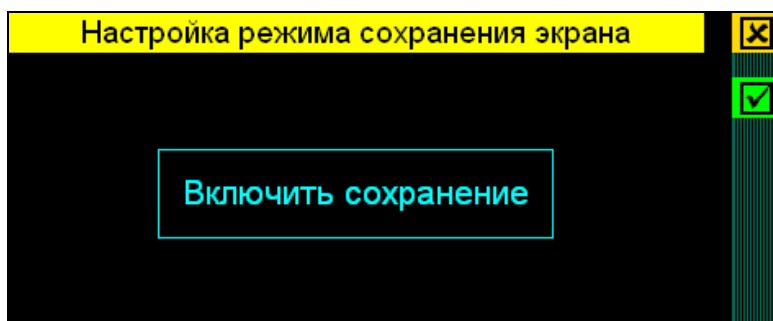 Настройка режима сохранения экрана
Включить сохранение